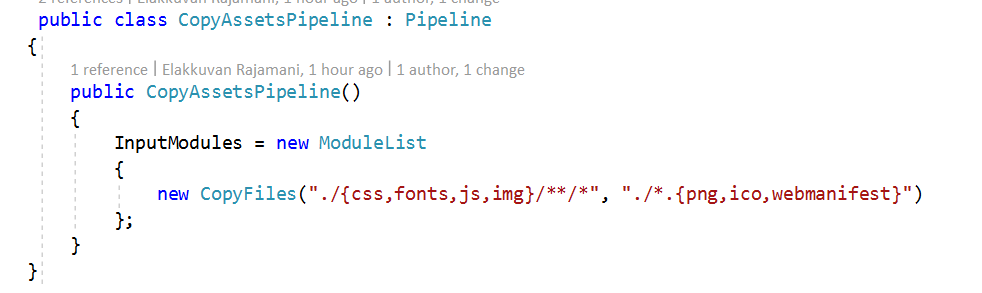 2 references | Elakkuvan Rajamani, 1 hour ago | 1 author, 1 change
public class CopyAssetsPipeline : Pipeline
{
1 reference | Elakkuvan Rajamani, 1 hour ago | 1 author, 1 change
public CopyAssetsPipeline()
{
InputModules = new ModuleList
{
new CopyFiles("./{css,fonts,js,img}/**/*", "./*.{png,ico,webmanifest}")
};
}
}